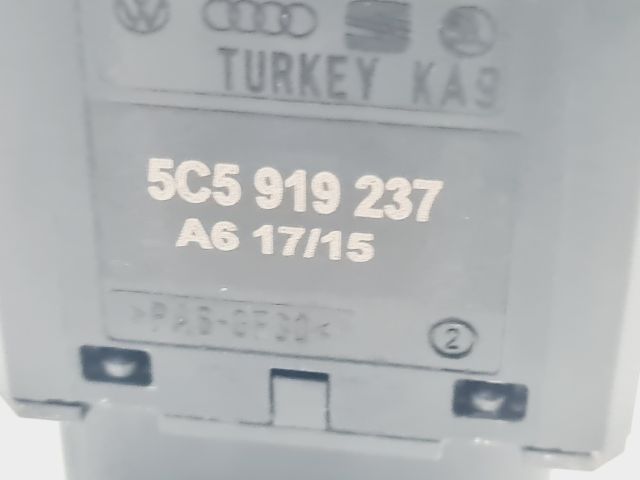 TURKEY KA9
5C5 919 237
A6 17/15
>PA6-GF30<
2